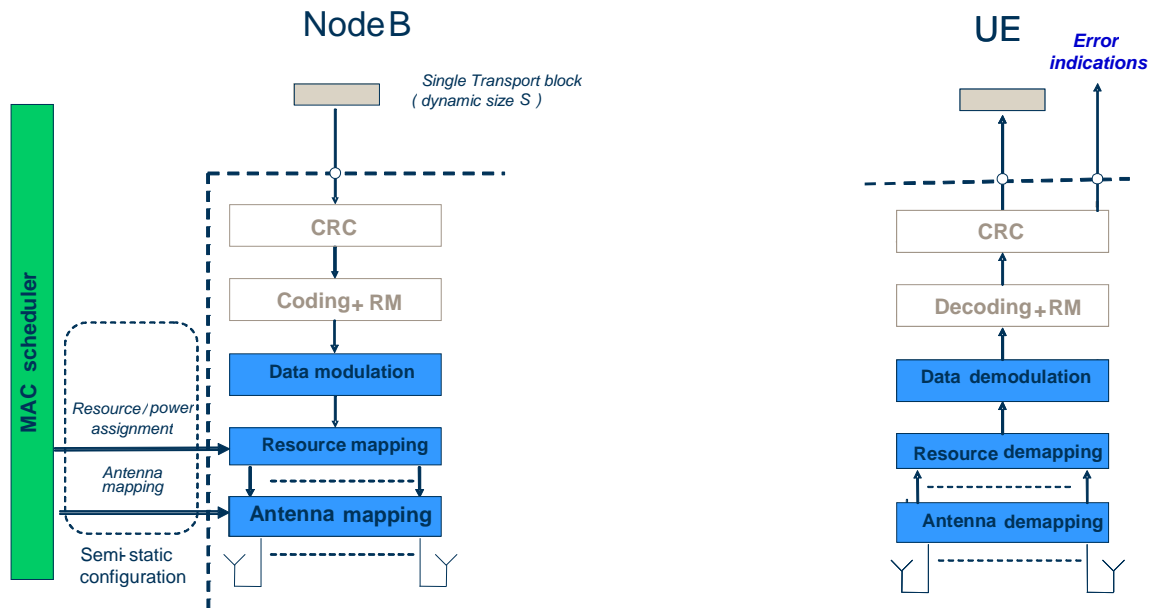 Node B
UE
Error
indications
Single Transport block
( dynamic size S )
MAC scheduler
CRC
CRC
Coding+ RM
Decoding+RM
Data modulation
Data demodulation
Resource/power
assignment
Resource mapping
Resource demapping
Antenna
mapping
Antenna mapping
Antenna demapping
Semi-static
configuration